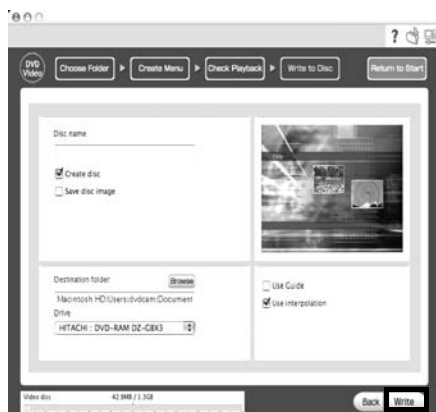 ?
DVD Video
Choose Folder
Create Menu
Check Playback
Write to Disc
Return to Start
Disc name
Create disc
Save disc image
Title
Destination folder
Browse
Macintosh HD:Users:dvdcam:Document
Drive
HITACHI : DVD-RAM DZ-GBX3
Use Guide
Use interpolation
Video disc
42.9MB / 1.3GB
Back
Write